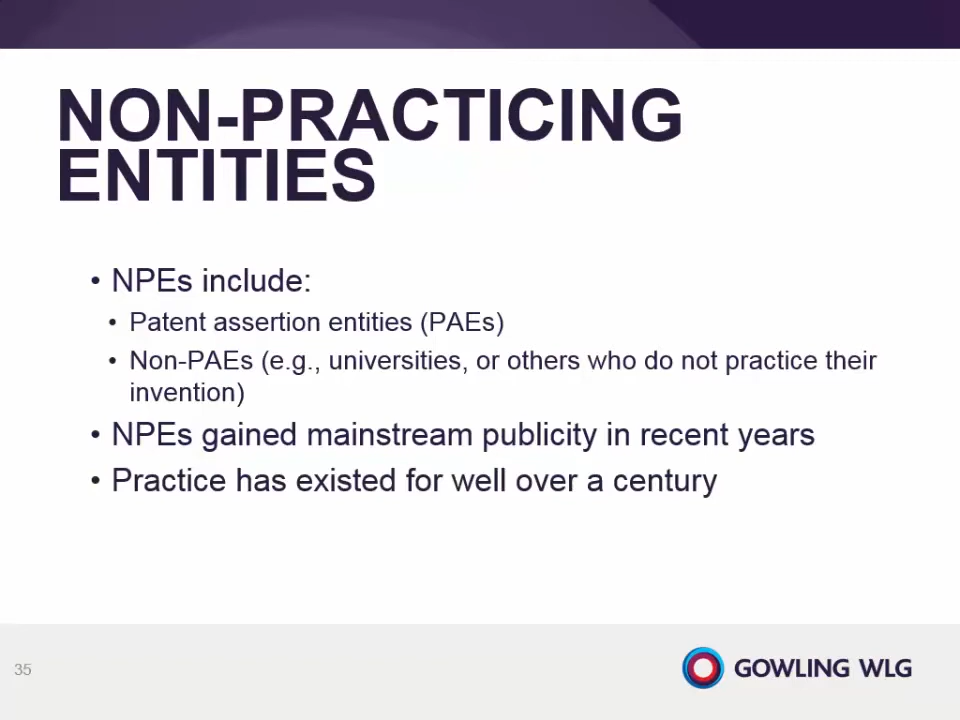 NON-PRACTICING
ENTITIES
• NPEs include:
• Patent assertion entities (PAEs)
• Non-PAEs (e.g., universities, or others who do not practice their
invention)
• NPEs gained mainstream publicity in recent years
• Practice has existed for well over a century
35
GOWLING WLG